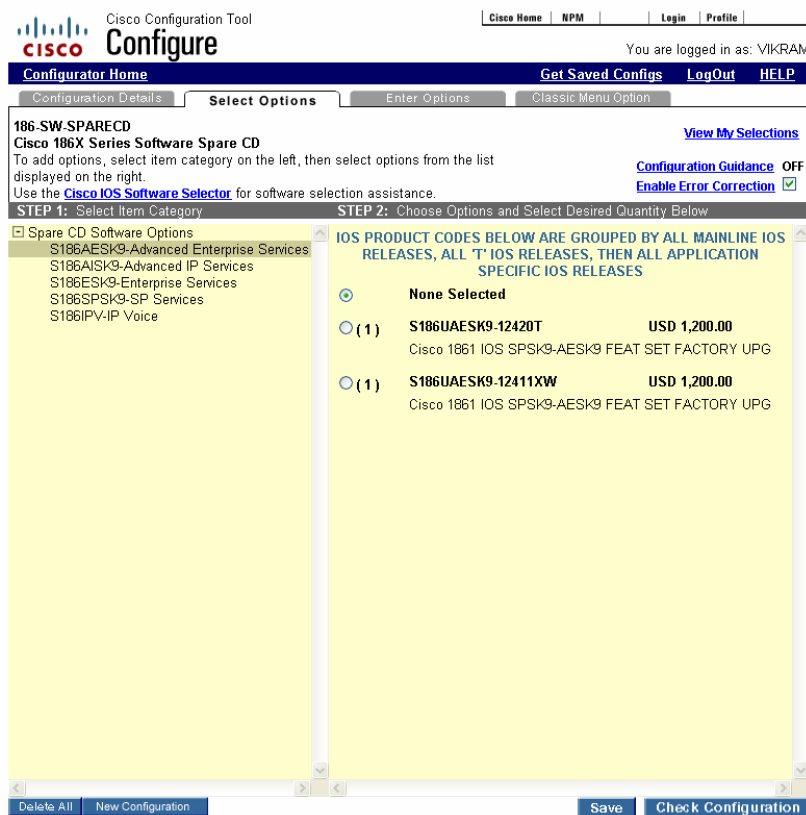 Cisco Configuration Tool
Configure
CISCO
Cisco Home NPM Login Profile
You are logged in as: VIKRAM
Configurator Home Get Saved Configs LogOut HELP
Configuration Details Select Options Enter Options Classic Menu Option
186-SW-SPARECD
Cisco 186X Series Software Spare CD
To add options, select item category on the left, then select options from the list
displayed on the right.
Use the Cisco IOS Software Selector for software selection assistance.
View My Selections
Configuration Guidance OFF
Enable Error Correction
STEP 1: Select Item Category
STEP 2: Choose Options and Select Desired Quantity Below
Spare CD Software Options
S186AESK9-Advanced Enterprise Services
S186AISK9-Advanced IP Services
S186ESK9-Enterprise Services
S186SPSK9-SP Services
S186IPV-IP Voice
IOS PRODUCT CODES BELOW ARE GROUPED BY ALL MAINLINE IOS
RELEASES, ALL 'T' IOS RELEASES, THEN ALL APPLICATION
SPECIFIC IOS RELEASES
None Selected
(1) S186UAESK9-12420T USD 1,200.00
Cisco 1861 IOS SPSK9-AESK9 FEAT SET FACTORY UPG
(1) S186UAESK9-12411XW USD 1,200.00
Cisco 1861 IOS SPSK9-AESK9 FEAT SET FACTORY UPG
Delete All New Configuration Save Check Configuration